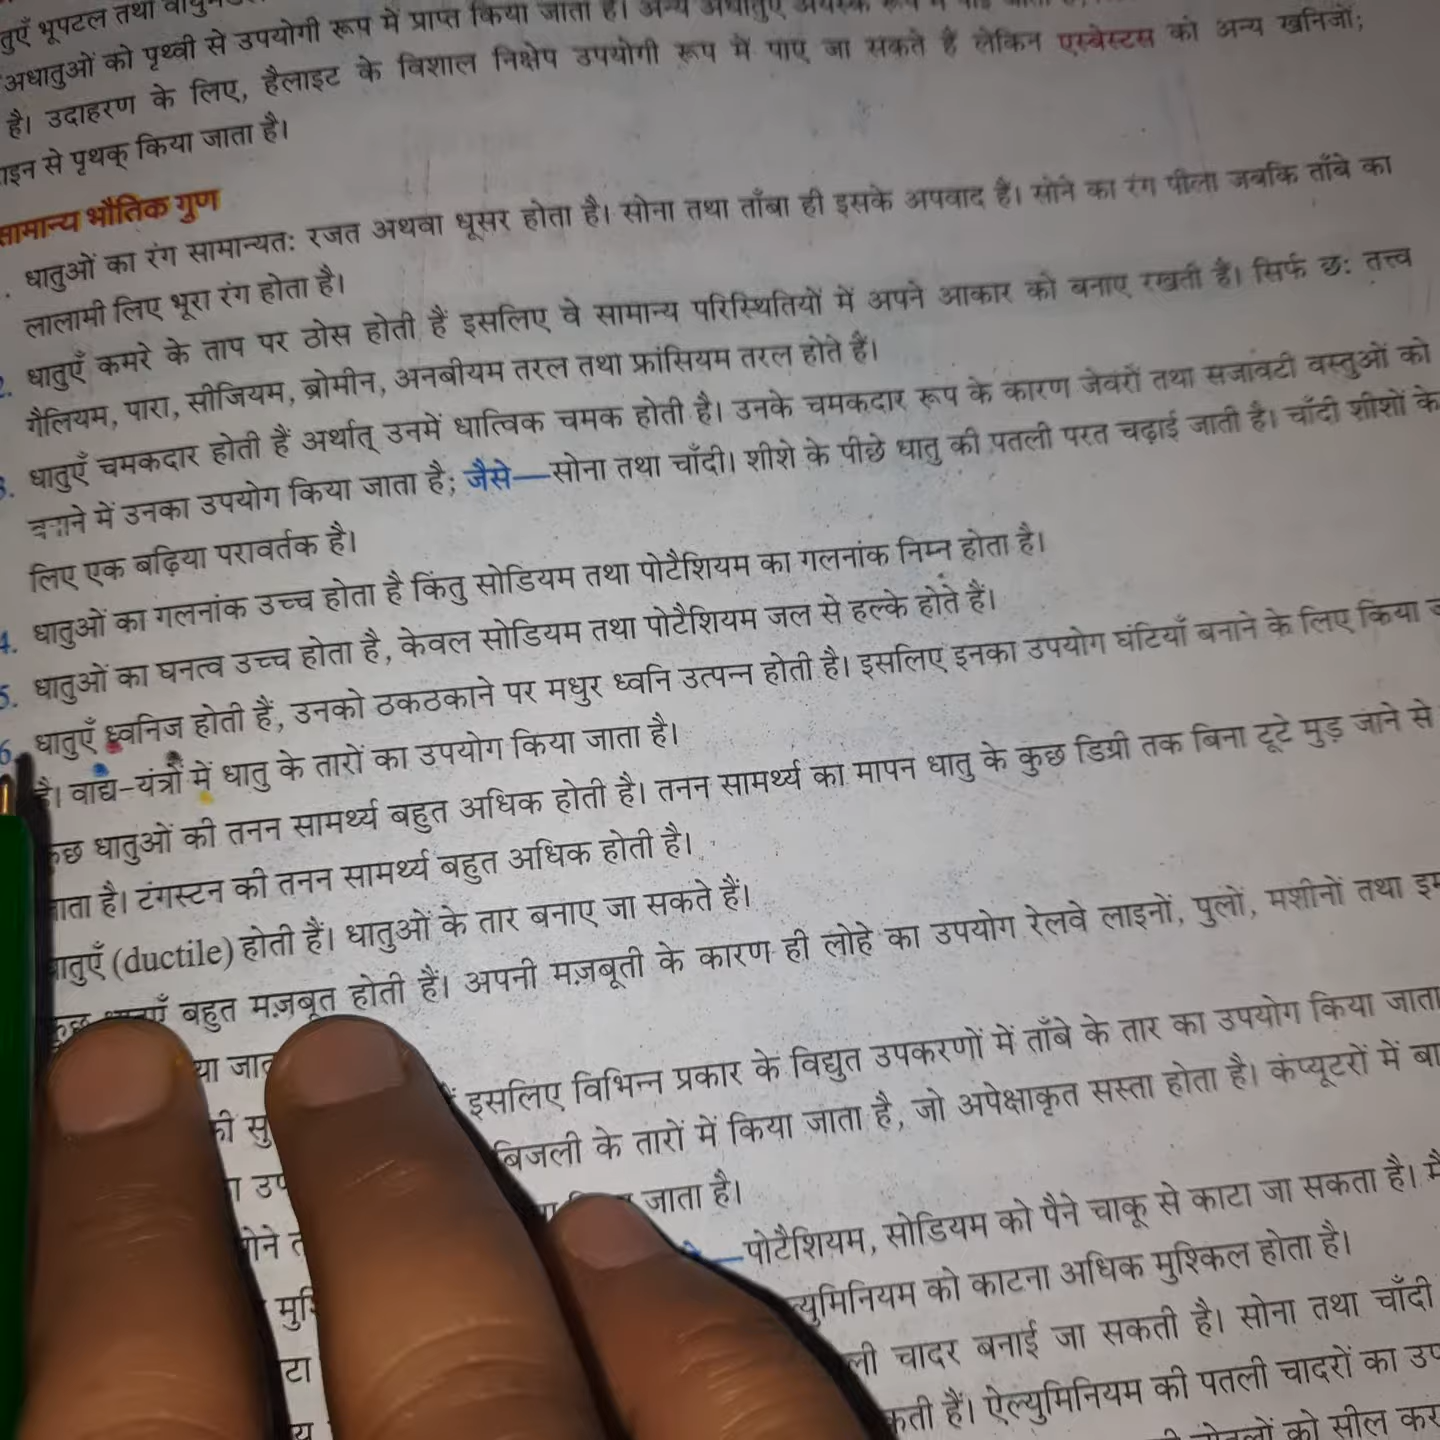 तुएँ भूपटल तथा
अधातुओं को पृथ्वी से उपयोगी रूप में प्राप्त किया जाता है। अन्य अधातुएँ अयस्क रूप में
है। उदाहरण के लिए, हैलाइट के विशाल निक्षेप उपयोगी रूप में पाए जा सकते हैं लेकिन एस्बेस्टस को अन्य खनिजों;
ाइन से पृथक् किया जाता है।
सामान्य भौतिक गुण
. धातुओं का रंग सामान्यत: रजत अथवा धूसर होता है। सोना तथा ताँबा ही इसके अपवाद हैं। सोने का रंग पीला जबकि ताँबे का
लालामी लिए भूरा रंग होता है।
2. धातुएँ कमरे के ताप पर ठोस होती हैं इसलिए वे सामान्य परिस्थितियों में अपने आकार को बनाए रखती हैं। सिर्फ छ: तत्त्व
गैलियम, पारा, सीजियम, ब्रोमीन, अनबीयम तरल तथा फ्रांसियम तरल होते हैं।
3. धातुएँ चमकदार होती हैं अर्थात् उनमें धात्विक चमक होती है। उनके चमकदार रूप के कारण जेवरों तथा सजावटी वस्तुओं को
बनाने में उनका उपयोग किया जाता है; जैसे—सोना तथा चाँदी। शीशे के पीछे धातु की पतली परत चढ़ाई जाती है। चाँदी शीशों के
लिए एक बढ़िया परावर्तक है।
4. धातुओं का गलनांक उच्च होता है किंतु सोडियम तथा पोटैशियम का गलनांक निम्न होता है।
5. धातुओं का घनत्व उच्च होता है, केवल सोडियम तथा पोटैशियम जल से हल्के होते हैं।
6. धातुएँ ध्वनिज होती हैं, उनको ठकठकाने पर मधुर ध्वनि उत्पन्न होती है। इसलिए इनका उपयोग घंटियाँ बनाने के लिए किया
है। वाद्य-यंत्रों में धातु के तारों का उपयोग किया जाता है।
कुछ धातुओं की तनन सामर्थ्य बहुत अधिक होती है। तनन सामर्थ्य का मापन धातु के कुछ डिग्री तक बिना टूटे मुड़ जाने से
जाता है। टंगस्टन की तनन सामर्थ्य बहुत अधिक होती है।
धातुएँ (ductile) होती हैं। धातुओं के तार बनाए जा सकते हैं।
कुछ धातुएँ बहुत मज़बूत होती हैं। अपनी मज़बूती के कारण ही लोहे का उपयोग रेलवे लाइनों, पुलों, मशीनों तथा
या इसलिए विभिन्न प्रकार के विद्युत उपकरणों में ताँबे के तार का उपयोग किया जाता
की बिजली के तारों में किया जाता है, जो अपेक्षाकृत सस्ता होता है। कंप्यूटरों में
जाता है।
—पोटैशियम, सोडियम को पैने चाकू से काटा जा सकता है।
ल्युमिनियम को काटना अधिक मुश्किल होता है।
ली चादर बनाई जा सकती है। सोना तथा चाँदी
कती हैं। ऐल्युमिनियम की पतली चादरों का
को सील